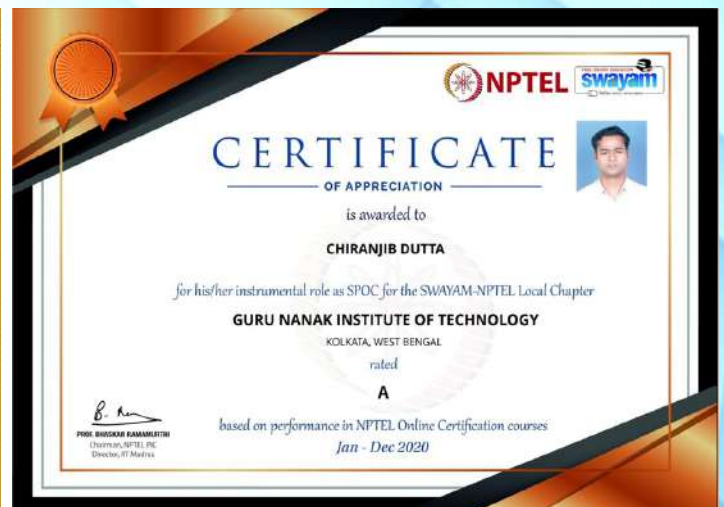 NPTEL swayam
CERTIFICATE
OF APPRECIATION
is awarded to
CHIRANJIB DUTTA
for his/her instrumental role as SPOC for the SWAYAM-NPTEL Local Chapter
GURU NANAK INSTITUTE OF TECHNOLOGY
KOLKATA, WEST BENGAL
rated
A
based on performance in NPTEL Online Certification courses
Jan - Dec 2020
PROF. BHASKAR RAMAMURTHI
Chairman, NPTEL PIC
Director, IIT Madras